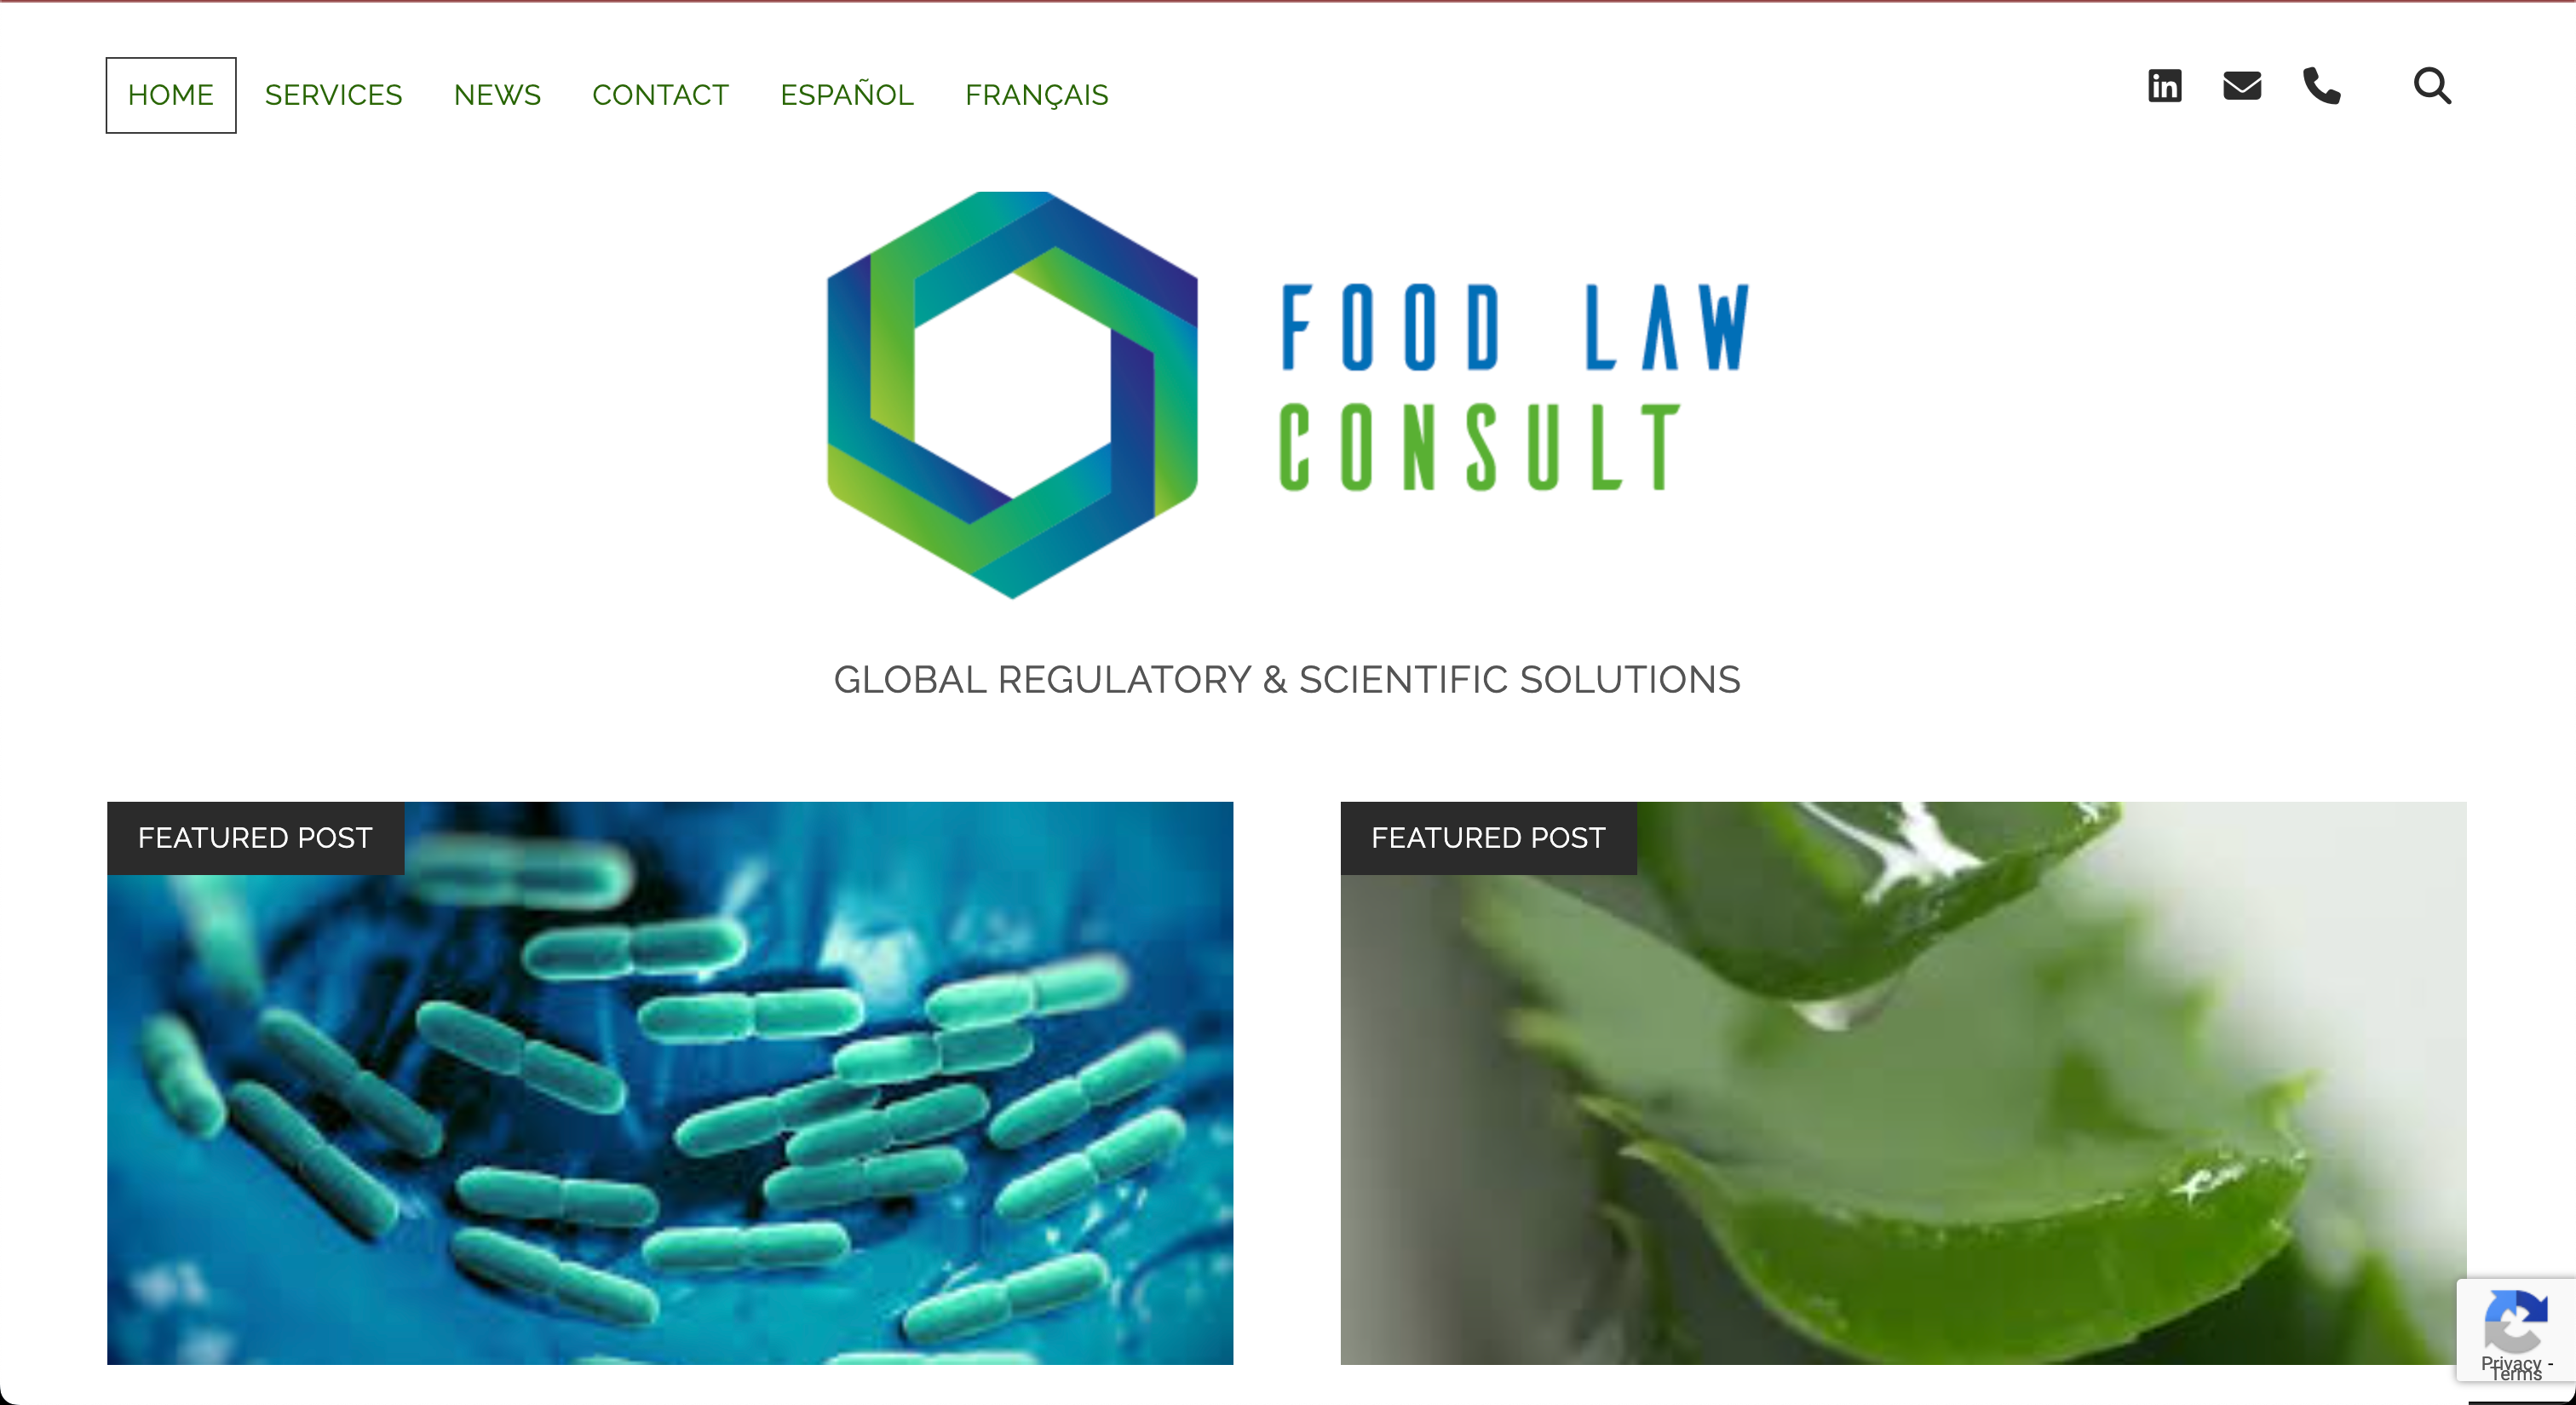 HOME SERVICES NEWS CONTACT ESPAÑOL FRANÇAIS
FOOD LAW
CONSULT
GLOBAL REGULATORY & SCIENTIFIC SOLUTIONS
FEATURED POST
FEATURED POST
Privacy -
Terms